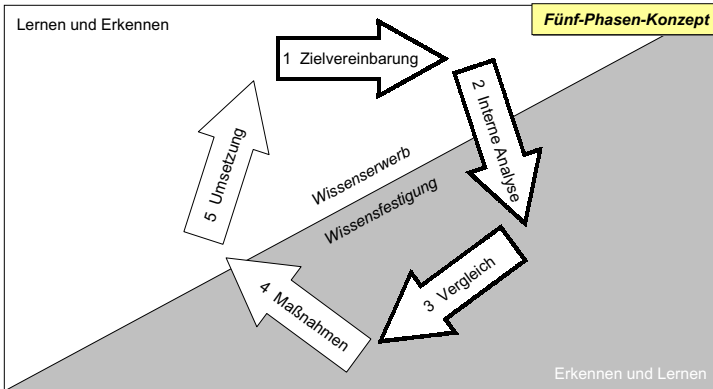 Lernen und Erkennen
Fünf-Phasen-Konzept
1 Zielvereinbarung
2 Interne Analyse
3 Vergleich
4 Maßnahmen
5 Umsetzung
Wissenserwerb
Wissensfestigung
Erkennen und Lernen